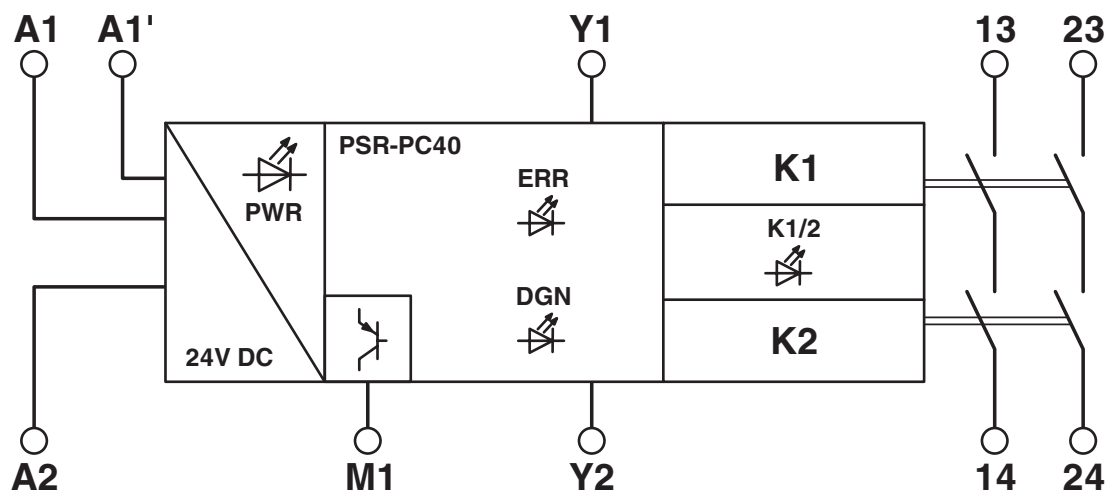 A1 A1' Y1 13 23
PSR-PC40
PWR
24V DC
ERR
DGN
K1
K1/2
K2
A2 M1 Y2 14 24